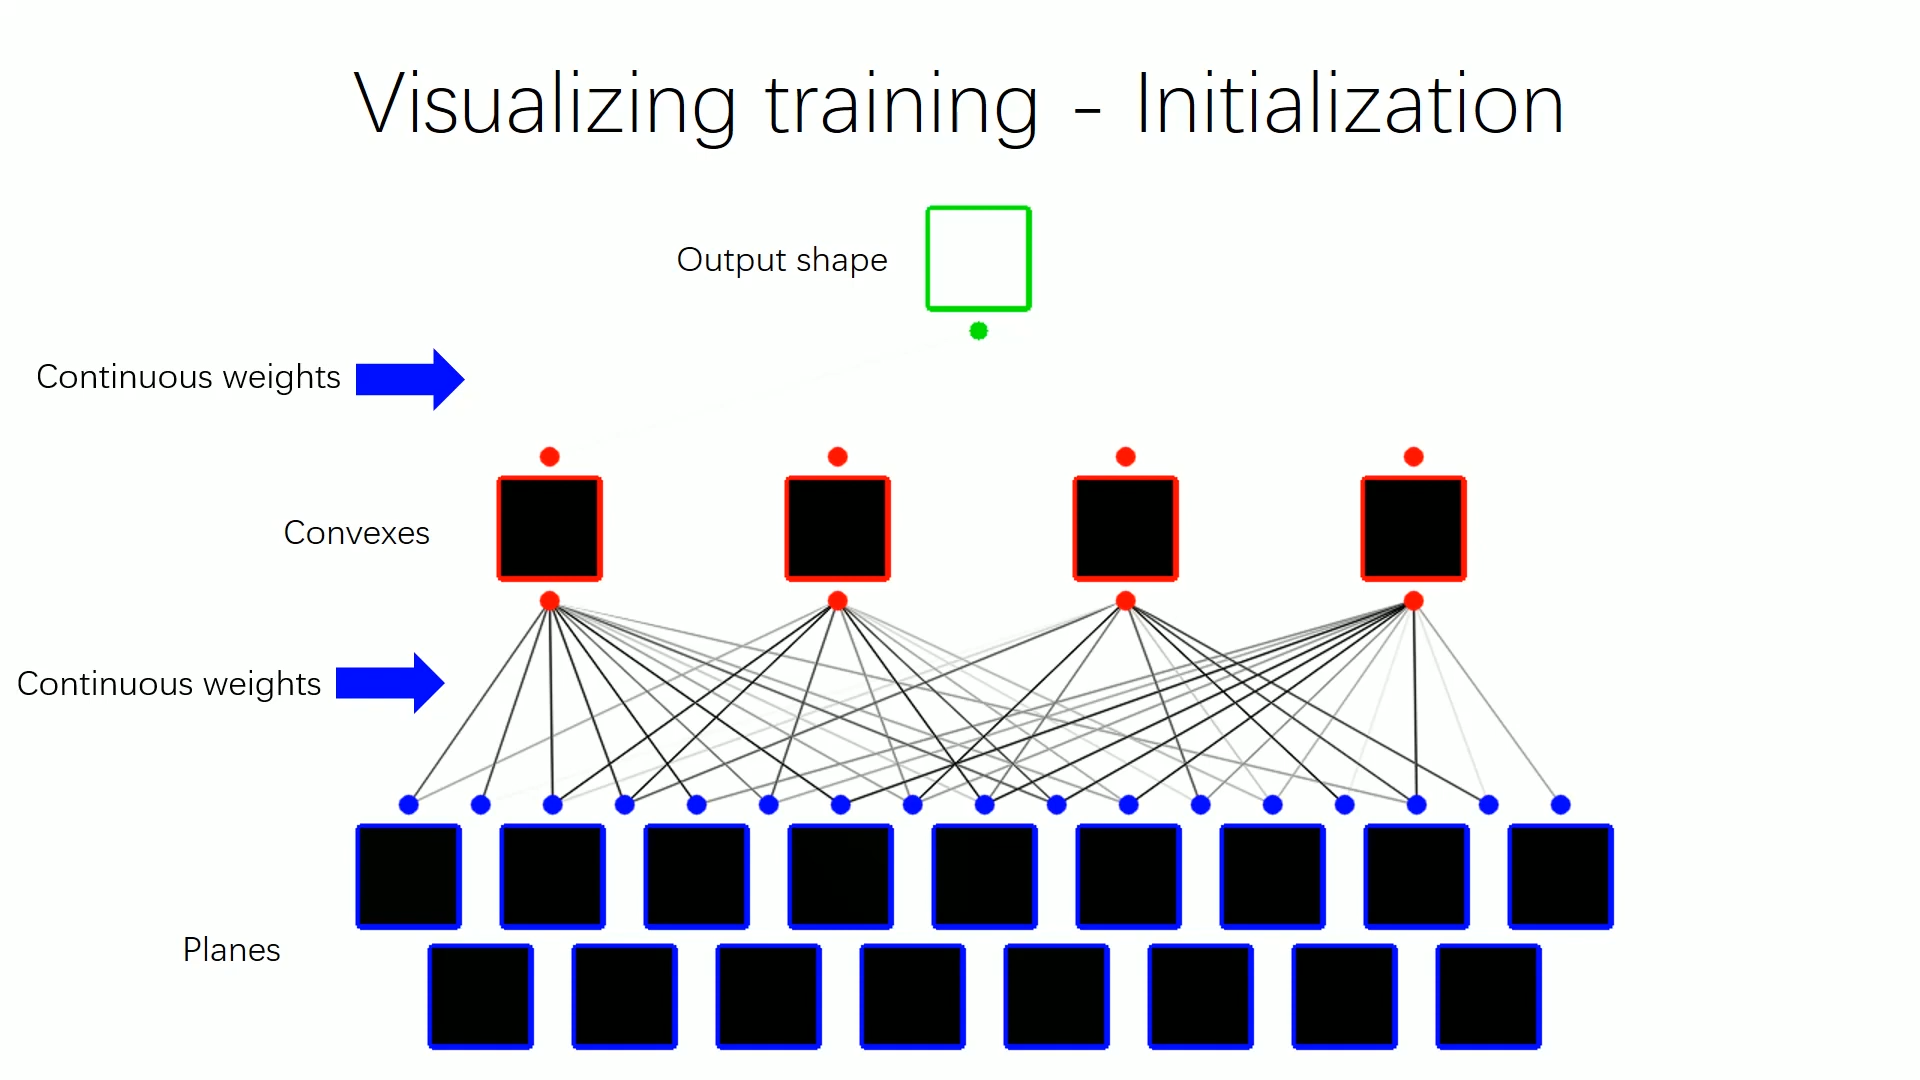 Visualizing training - Initialization
Output shape
Continuous weights
Convexes
Continuous weights
Planes